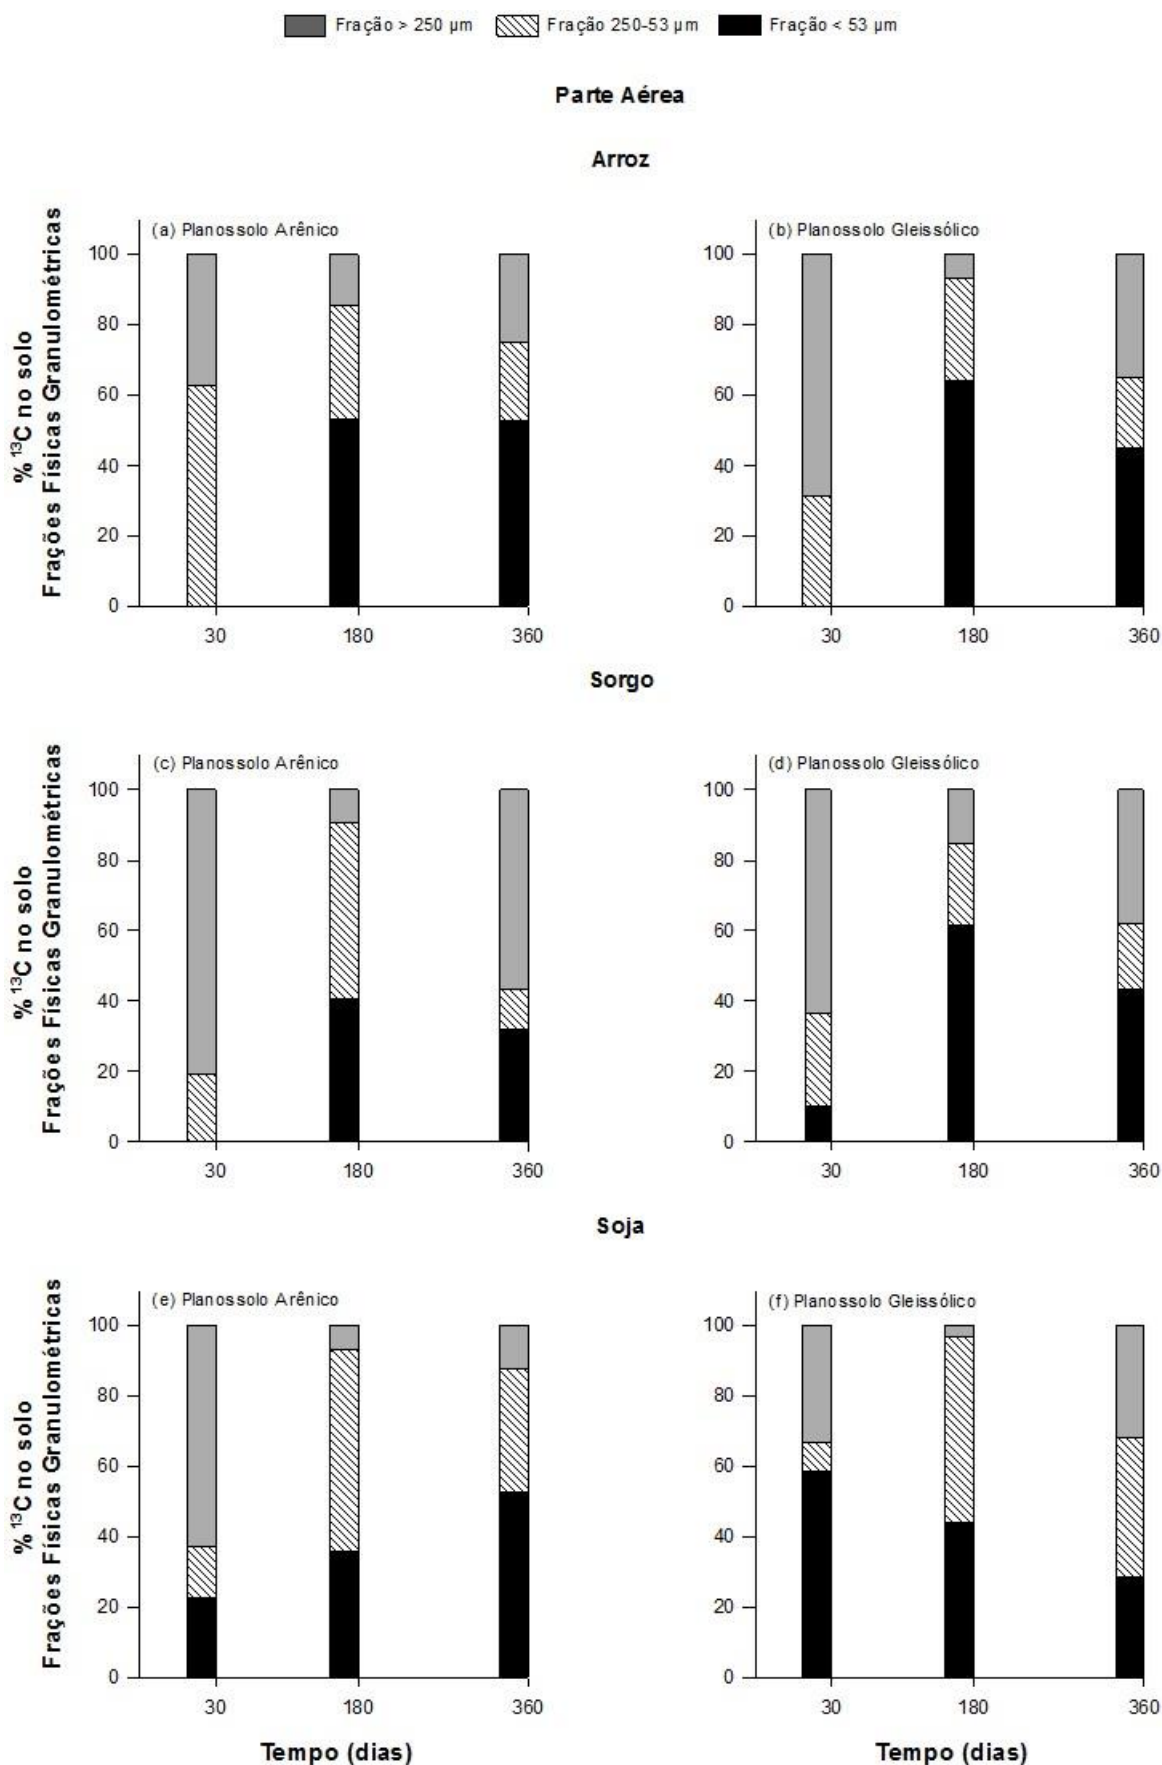 Fração > 250 µm Fração 250-53 µm Fração < 53 µm
Parte Aérea
Arroz
% ¹³C no solo
Frações Físicas Granulométricas
(a) Planossolo Arênico
100
80
60
40
20
0
30 180 360
(b) Planossolo Gleissólico
100
80
60
40
20
0
30 180 360
Sorgo
% ¹³C no solo
Frações Físicas Granulométricas
(c) Planossolo Arênico
100
80
60
40
20
0
30 180 360
(d) Planossolo Gleissólico
100
80
60
40
20
0
30 180 360
Soja
% ¹³C no solo
Frações Físicas Granulométricas
(e) Planossolo Arênico
100
80
60
40
20
0
30 180 360
Tempo (dias)
(f) Planossolo Gleissólico
100
80
60
40
20
0
30 180 360
Tempo (dias)